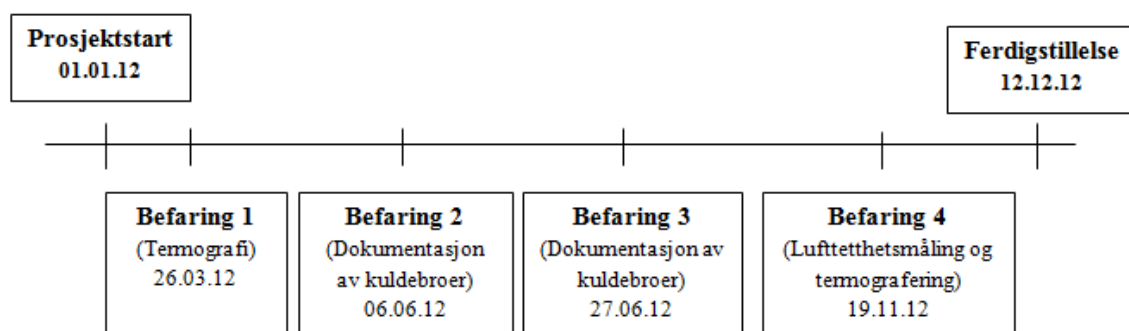 Prosjektstart
01.01.12
Ferdigstillelse
12.12.12
Befaring 1
(Termografi)
26.03.12
Befaring 2
(Dokumentasjon
av kuldebroer)
06.06.12
Befaring 3
(Dokumentasjon av
kuldebroer)
27.06.12
Befaring 4
(Lufttetthetsmåling og
termografering)
19.11.12